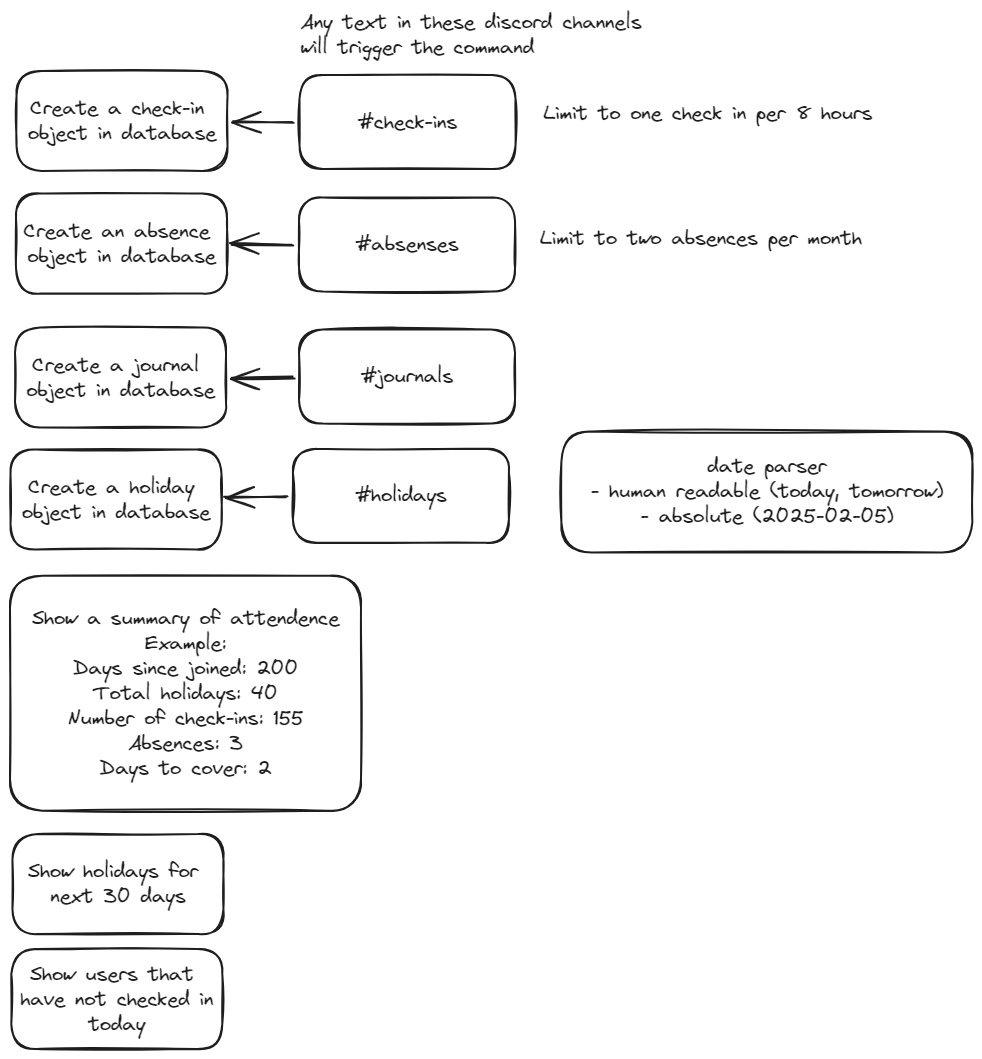 Any text in these discord channels
will trigger the command
Create a check-in
object in database
#check-ins
Limit to one check in per 8 hours
Create an absence
object in database
#absenses
Limit to two absences per month
Create a journal
object in database
#journals
Create a holiday
object in database
#holidays
date parser
- human readable (today, tomorrow)
- absolute (2025-02-05)
Show a summary of attendence
Example:
Days since joined: 200
Total holidays: 40
Number of check-ins: 155
Absences: 3
Days to cover: 2
Show holidays for
next 30 days
Show users that
have not checked in
today